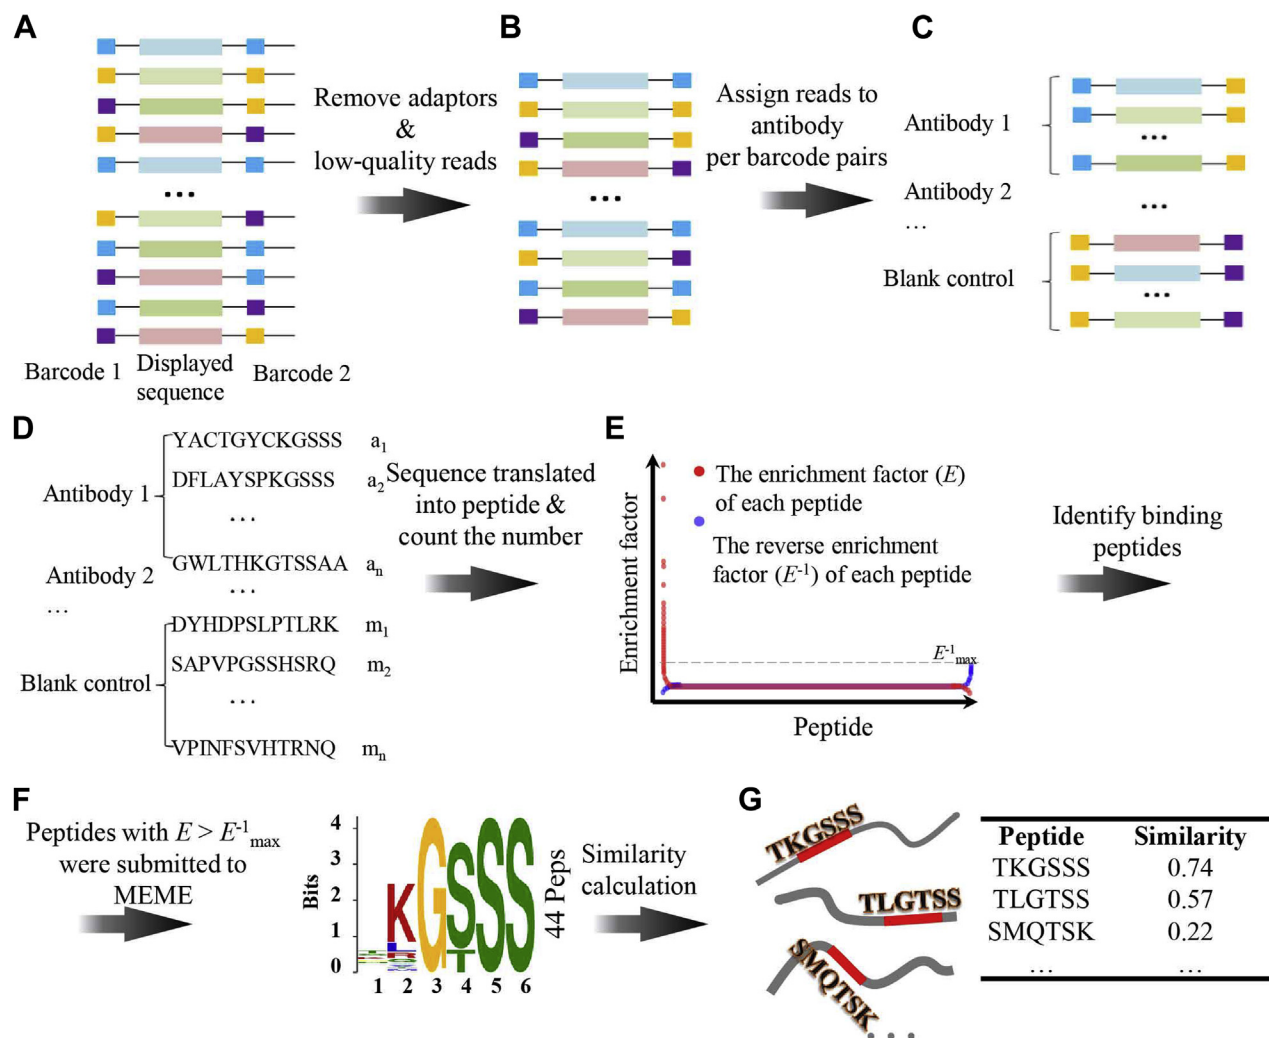 A
B
C
Remove adaptors
&
low-quality reads
Assign reads to
antibody
per barcode pairs
Antibody 1
...
Antibody 2
...
...
...
...
Blank control
...
Barcode 1
Displayed
sequence
Barcode 2
D
YACTGYCKGSSS a1
DFLAYSPKGSSS a2
Antibody 1
...
GWLTHKGTSSAA an
Antibody 2
...
...
DYHDPSLPTLRK m1
SAPVPGSSHSRQ m2
Blank control
...
VPINFSVHTRNQ mn
Sequence translated
into peptide &
count the number
E
Enrichment factor
The enrichment factor (E)
of each peptide
The reverse enrichment
factor (E-1) of each peptide
E-1max
Peptide
Identify binding
peptides
F
Peptides with E > E-1max
were submitted to
MEME
Bits
4
3
2
1
0
K
G
S
T
S
S
1 2 3 4 5 6
44 Peps
Similarity
calculation
G
TKGSSS
TLGTSS
SMQTSK
...
Peptide Similarity
TKGSSS 0.74
TLGTSS 0.57
SMQTSK 0.22
... ...